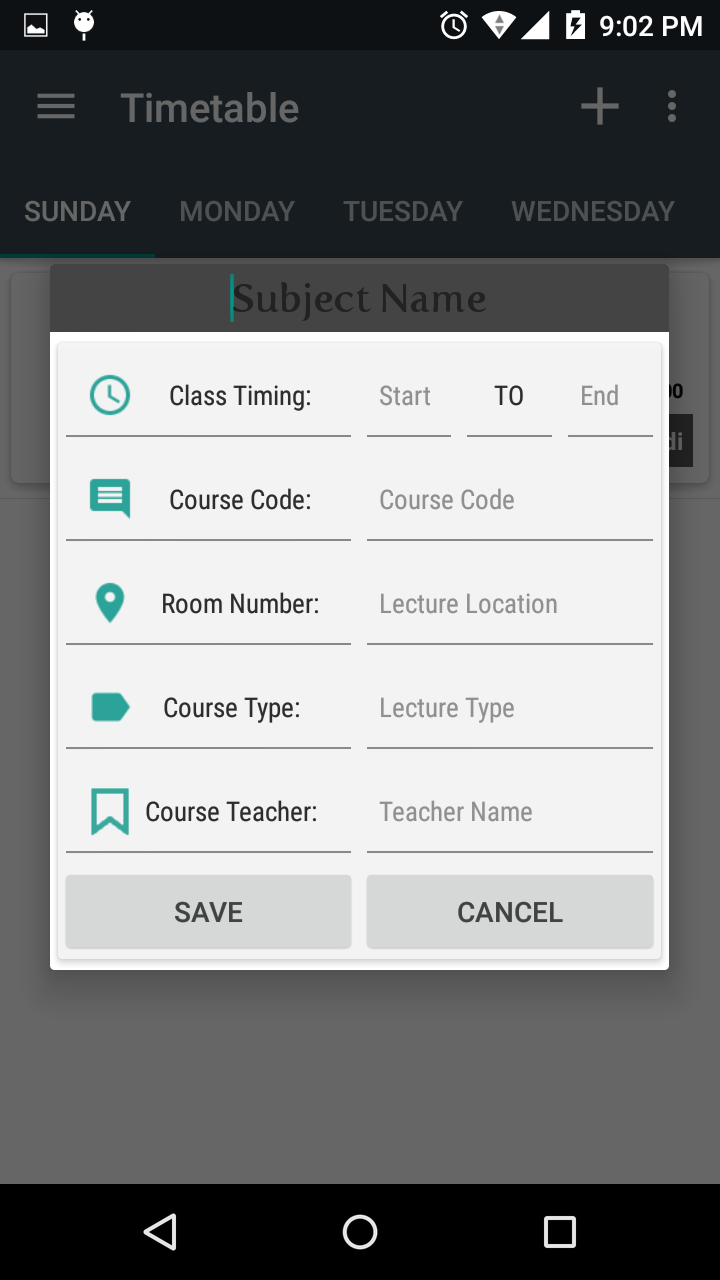 9:02 PM
Timetable
SUNDAY MONDAY TUESDAY WEDNESDAY
Subject Name
Class Timing: Start TO End
Course Code: Course Code
Room Number: Lecture Location
Course Type: Lecture Type
Course Teacher: Teacher Name
SAVE CANCEL